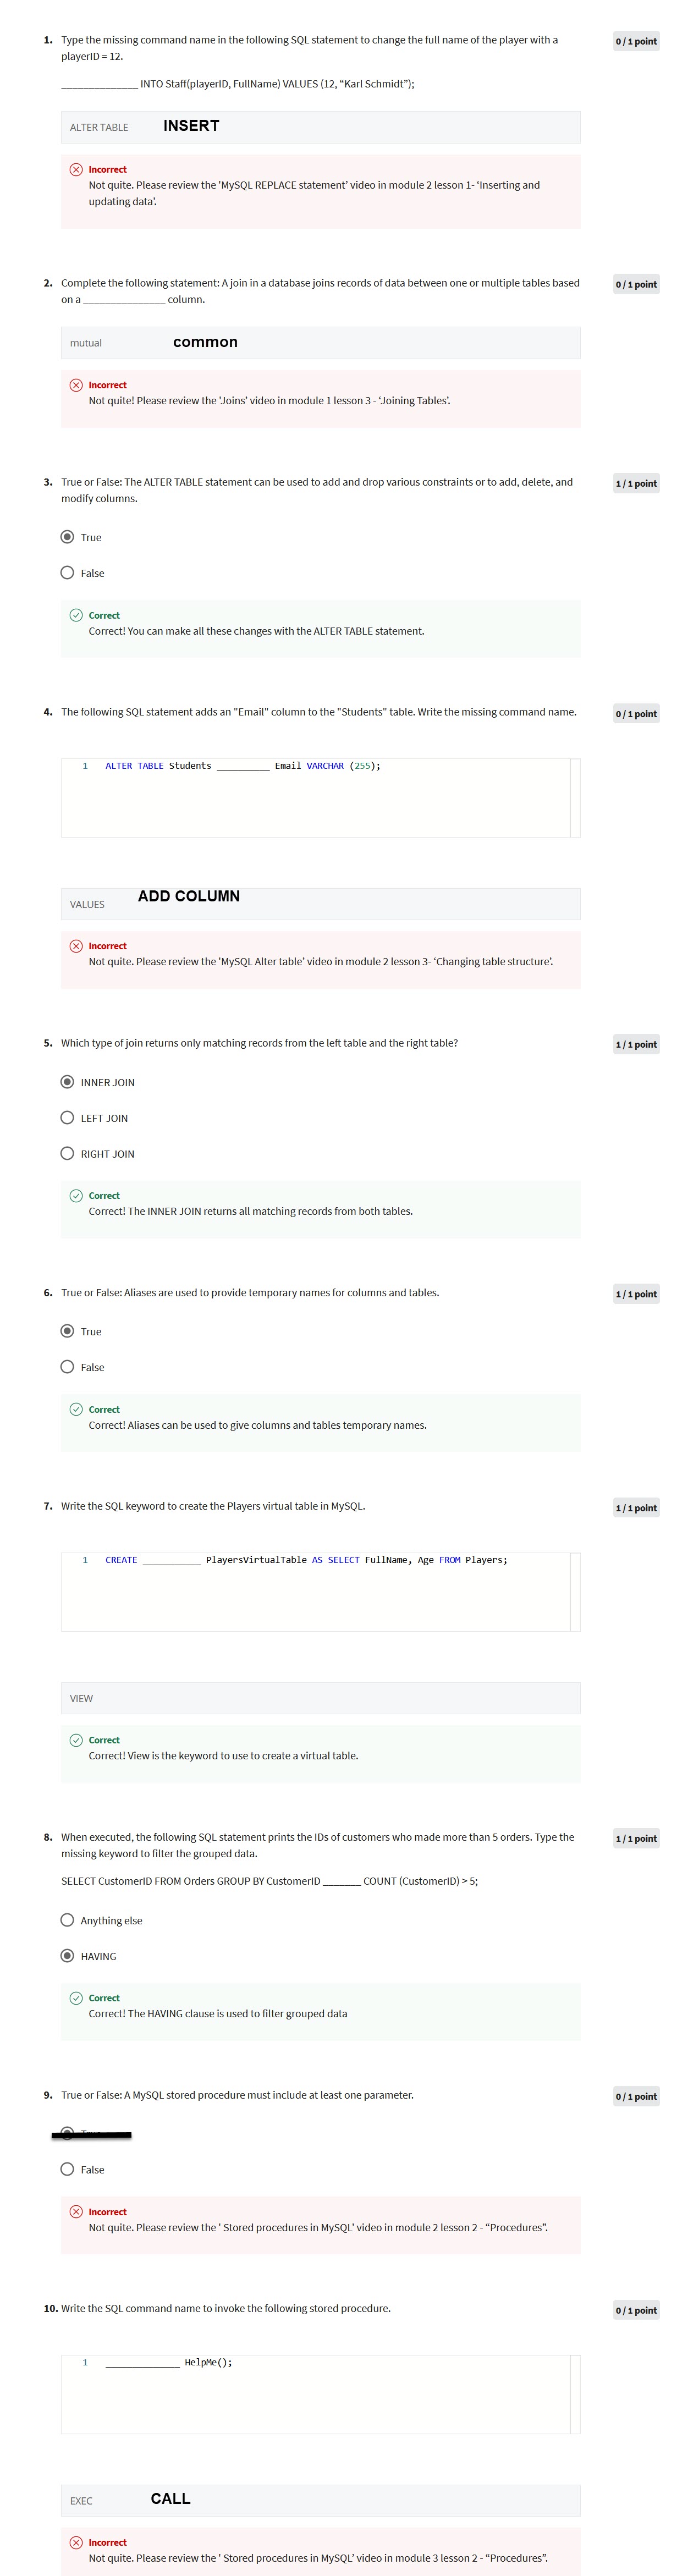 1. Type the missing command name in the following SQL statement to change the full name of the player with a
playerID = 12.
0 / 1 point
______________ INTO Staff(playerID, FullName) VALUES (12, “Karl Schmidt”);
ALTER TABLE INSERT
Incorrect
Not quite. Please review the 'MySQL REPLACE statement’ video in module 2 lesson 1- ‘Inserting and
updating data’.
2. Complete the following statement: A join in a database joins records of data between one or multiple tables based
on a _______________ column.
0 / 1 point
mutual common
Incorrect
Not quite! Please review the 'Joins’ video in module 1 lesson 3 - ‘Joining Tables’.
3. True or False: The ALTER TABLE statement can be used to add and drop various constraints or to add, delete, and
modify columns.
1 / 1 point
True
False
Correct
Correct! You can make all these changes with the ALTER TABLE statement.
4. The following SQL statement adds an "Email" column to the "Students" table. Write the missing command name.
0 / 1 point
1 ALTER TABLE Students __________ Email VARCHAR (255);
VALUES ADD COLUMN
Incorrect
Not quite. Please review the 'MySQL Alter table’ video in module 2 lesson 3- ‘Changing table structure’.
5. Which type of join returns only matching records from the left table and the right table?
1 / 1 point
INNER JOIN
LEFT JOIN
RIGHT JOIN
Correct
Correct! The INNER JOIN returns all matching records from both tables.
6. True or False: Aliases are used to provide temporary names for columns and tables.
1 / 1 point
True
False
Correct
Correct! Aliases can be used to give columns and tables temporary names.
7. Write the SQL keyword to create the Players virtual table in MySQL.
1 / 1 point
1 CREATE ___________ PlayersVirtualTable AS SELECT FullName, Age FROM Players;
VIEW
Correct
Correct! View is the keyword to use to create a virtual table.
8. When executed, the following SQL statement prints the IDs of customers who made more than 5 orders. Type the
missing keyword to filter the grouped data.
1 / 1 point
SELECT CustomerID FROM Orders GROUP BY CustomerID _______ COUNT (CustomerID) > 5;
Anything else
HAVING
Correct
Correct! The HAVING clause is used to filter grouped data
9. True or False: A MySQL stored procedure must include at least one parameter.
0 / 1 point
False
Incorrect
Not quite. Please review the ' Stored procedures in MySQL’ video in module 2 lesson 2 - “Procedures”.
10. Write the SQL command name to invoke the following stored procedure.
0 / 1 point
1 ______________ HelpMe();
EXEC CALL
Incorrect
Not quite. Please review the ' Stored procedures in MySQL’ video in module 3 lesson 2 - “Procedures”.